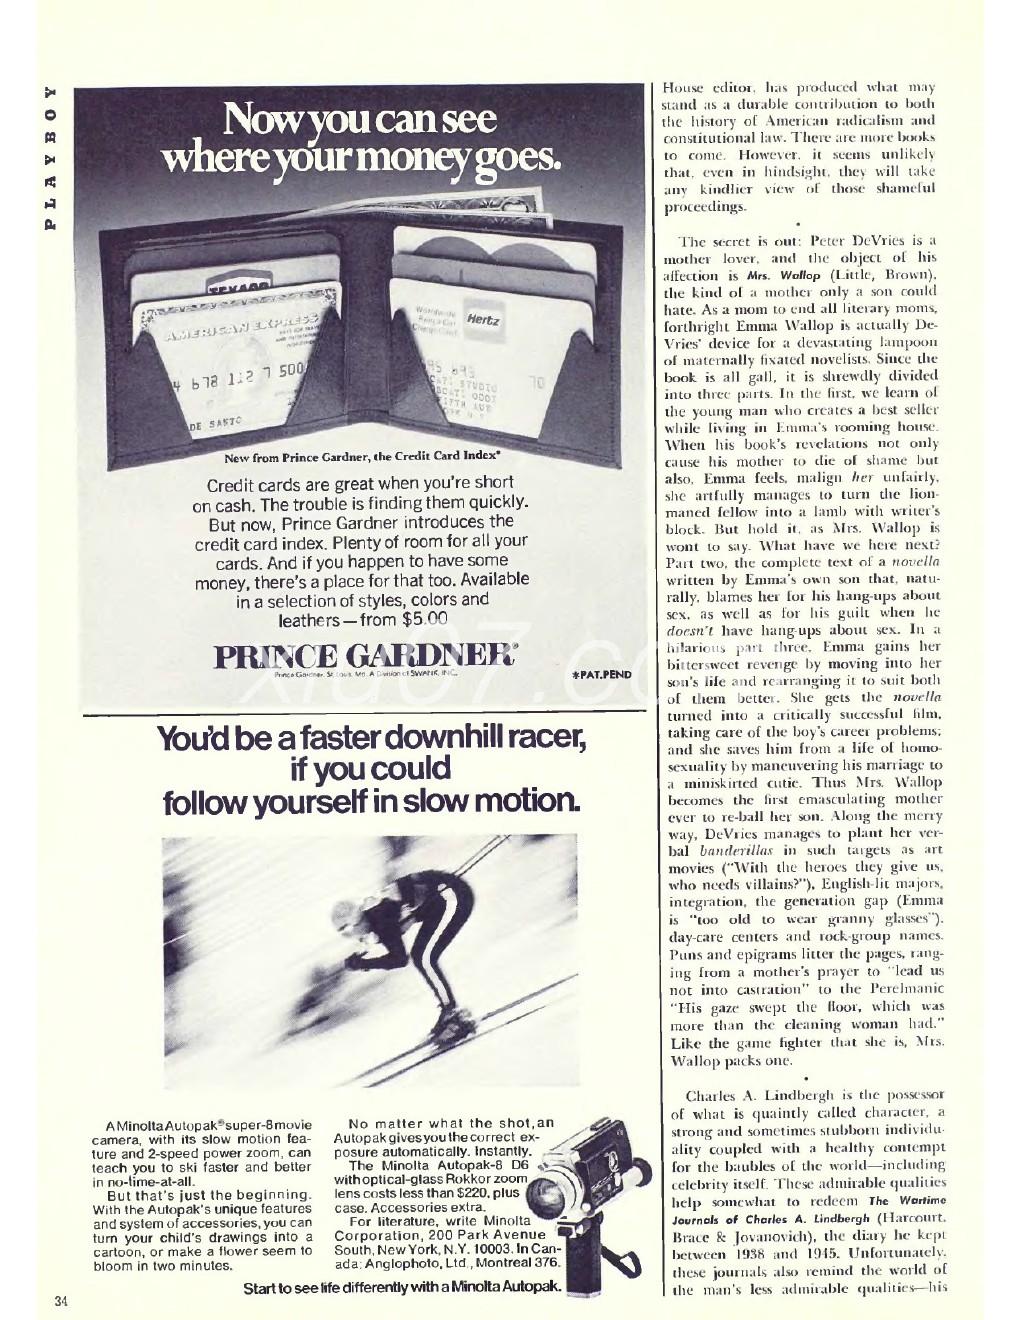 PLAYBOY
Now you can see
where your money goes.
TEXACO
AMERICAN EXPRESS
678 112 7 500
DE SANTO
Hertz
New from Prince Gardner, the Credit Card Index*
Credit cards are great when you're short
on cash. The trouble is finding them quickly.
But now, Prince Gardner introduces the
credit card index. Plenty of room for all your
cards. And if you happen to have some
money, there's a place for that too. Available
in a selection of styles, colors and
leathers—from $5.00
PRINCE GARDNER®
Prince Gardner, St. Louis, Mo. A Division of SWANK, INC.
*PAT.PEND
You'd be a faster downhill racer,
if you could
follow yourself in slow motion.
A Minolta Autopak® super-8 movie
camera, with its slow motion fea-
ture and 2-speed power zoom, can
teach you to ski faster and better
in no-time-at-all.
But that's just the beginning.
With the Autopak's unique features
and system of accessories, you can
turn your child's drawings into a
cartoon, or make a flower seem to
bloom in two minutes.
No matter what the shot, an
Autopak gives you the correct ex-
posure automatically. Instantly.
The Minolta Autopak-8 D6
with optical-glass Rokkor zoom
lens costs less than $220, plus
case. Accessories extra.
For literature, write Minolta
Corporation, 200 Park Avenue
South, New York, N.Y. 10003. In Can-
ada: Anglophoto, Ltd., Montreal 376.
Start to see life differently with a Minolta Autopak.
34
House editor, has produced what may
stand as a durable contribution to both
the history of American radicalism and
constitutional law. There are more books
to come. However, it seems unlikely
that, even in hindsight, they will take
any kindlier view of those shameful
proceedings.
•
The secret is out: Peter DeVries is a
mother lover, and the object of his
affection is Mrs. Wallop (Little, Brown),
the kind of a mother only a son could
hate. As a mom to end all literary moms,
forthright Emma Wallop is actually De-
Vries' device for a devastating lampoon
of maternally fixated novelists. Since the
book is all gall, it is shrewdly divided
into three parts. In the first, we learn of
the young man who creates a best seller
while living in Emma's rooming house.
When his book's revelations not only
cause his mother to die of shame but
also, Emma feels, malign her unfairly,
she artfully manages to turn the lion-
maned fellow into a lamb with writer's
block. But hold it, as Mrs. Wallop is
wont to say. What have we here next?
Part two, the complete text of a novella
written by Emma's own son that, natu-
rally, blames her for his hang-ups about
sex, as well as for his guilt when he
doesn't have hang-ups about sex. In a
hilarious part three, Emma gains her
bittersweet revenge by moving into her
son's life and rearranging it to suit both
of them better. She gets the novella
turned into a critically successful film,
taking care of the boy's career problems;
and she saves him from a life of homo-
sexuality by maneuvering his marriage to
a miniskirted cutie. Thus Mrs. Wallop
becomes the first emasculating mother
ever to re-ball her son. Along the merry
way, DeVries manages to plant her ver-
bal banderillas in such targets as art
movies ("With the heroes they give us,
who needs villains?"), English-lit majors,
integration, the generation gap (Emma
is "too old to wear granny glasses"),
day-care centers and rock-group names.
Puns and epigrams litter the pages, rang-
ing from a mother's prayer to "lead us
not into castration" to the Perelmanic
"His gaze swept the floor, which was
more than the cleaning woman had."
Like the game fighter that she is, Mrs.
Wallop packs one.
•
Charles A. Lindbergh is the possessor
of what is quaintly called character, a
strong and sometimes stubborn individu-
ality coupled with a healthy contempt
for the baubles of the world—including
celebrity itself. These admirable qualities
help somewhat to redeem The Wartime
Journals of Charles A. Lindbergh (Harcourt,
Brace & Jovanovich), the diary he kept
between 1938 and 1945. Unfortunately,
these journals also remind the world of
the man's less admirable qualities—his